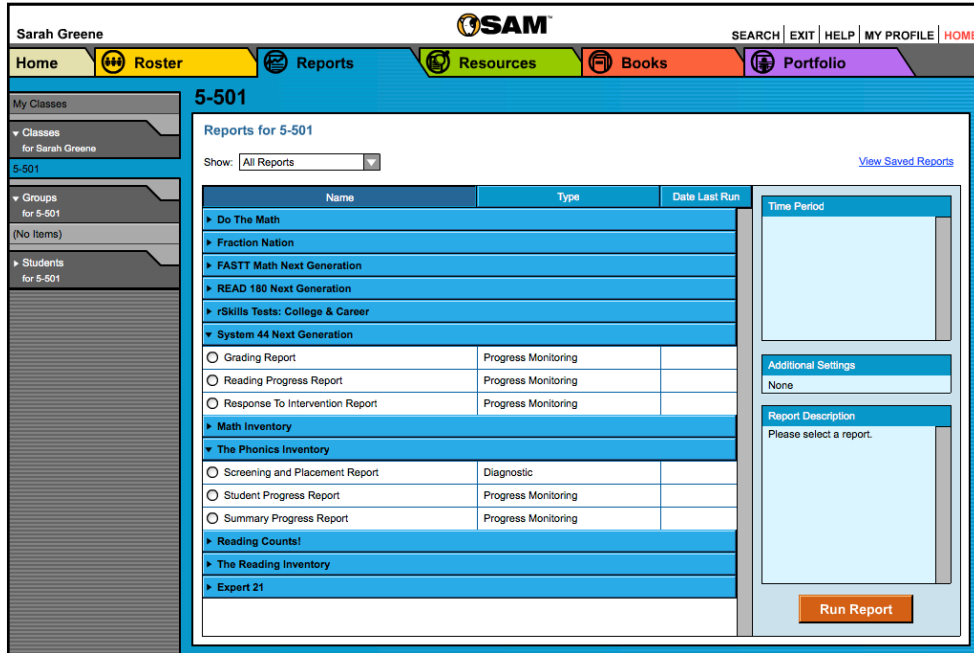 Sarah Greene
SAM
SEARCH EXIT HELP MY PROFILE HOME
Home Roster Reports Resources Books Portfolio
My Classes
Classes
for Sarah Greene
5-501
Groups
for 5-501
(No Items)
Students
for 5-501
5-501
Reports for 5-501
Show: All Reports
View Saved Reports
Name Type Date Last Run
Do The Math
Fraction Nation
FASTT Math Next Generation
READ 180 Next Generation
rSkills Tests: College & Career
System 44 Next Generation
Grading Report Progress Monitoring
Reading Progress Report Progress Monitoring
Response To Intervention Report Progress Monitoring
Math Inventory
The Phonics Inventory
Screening and Placement Report Diagnostic
Student Progress Report Progress Monitoring
Summary Progress Report Progress Monitoring
Reading Counts!
The Reading Inventory
Expert 21
Time Period
Additional Settings
None
Report Description
Please select a report.
Run Report